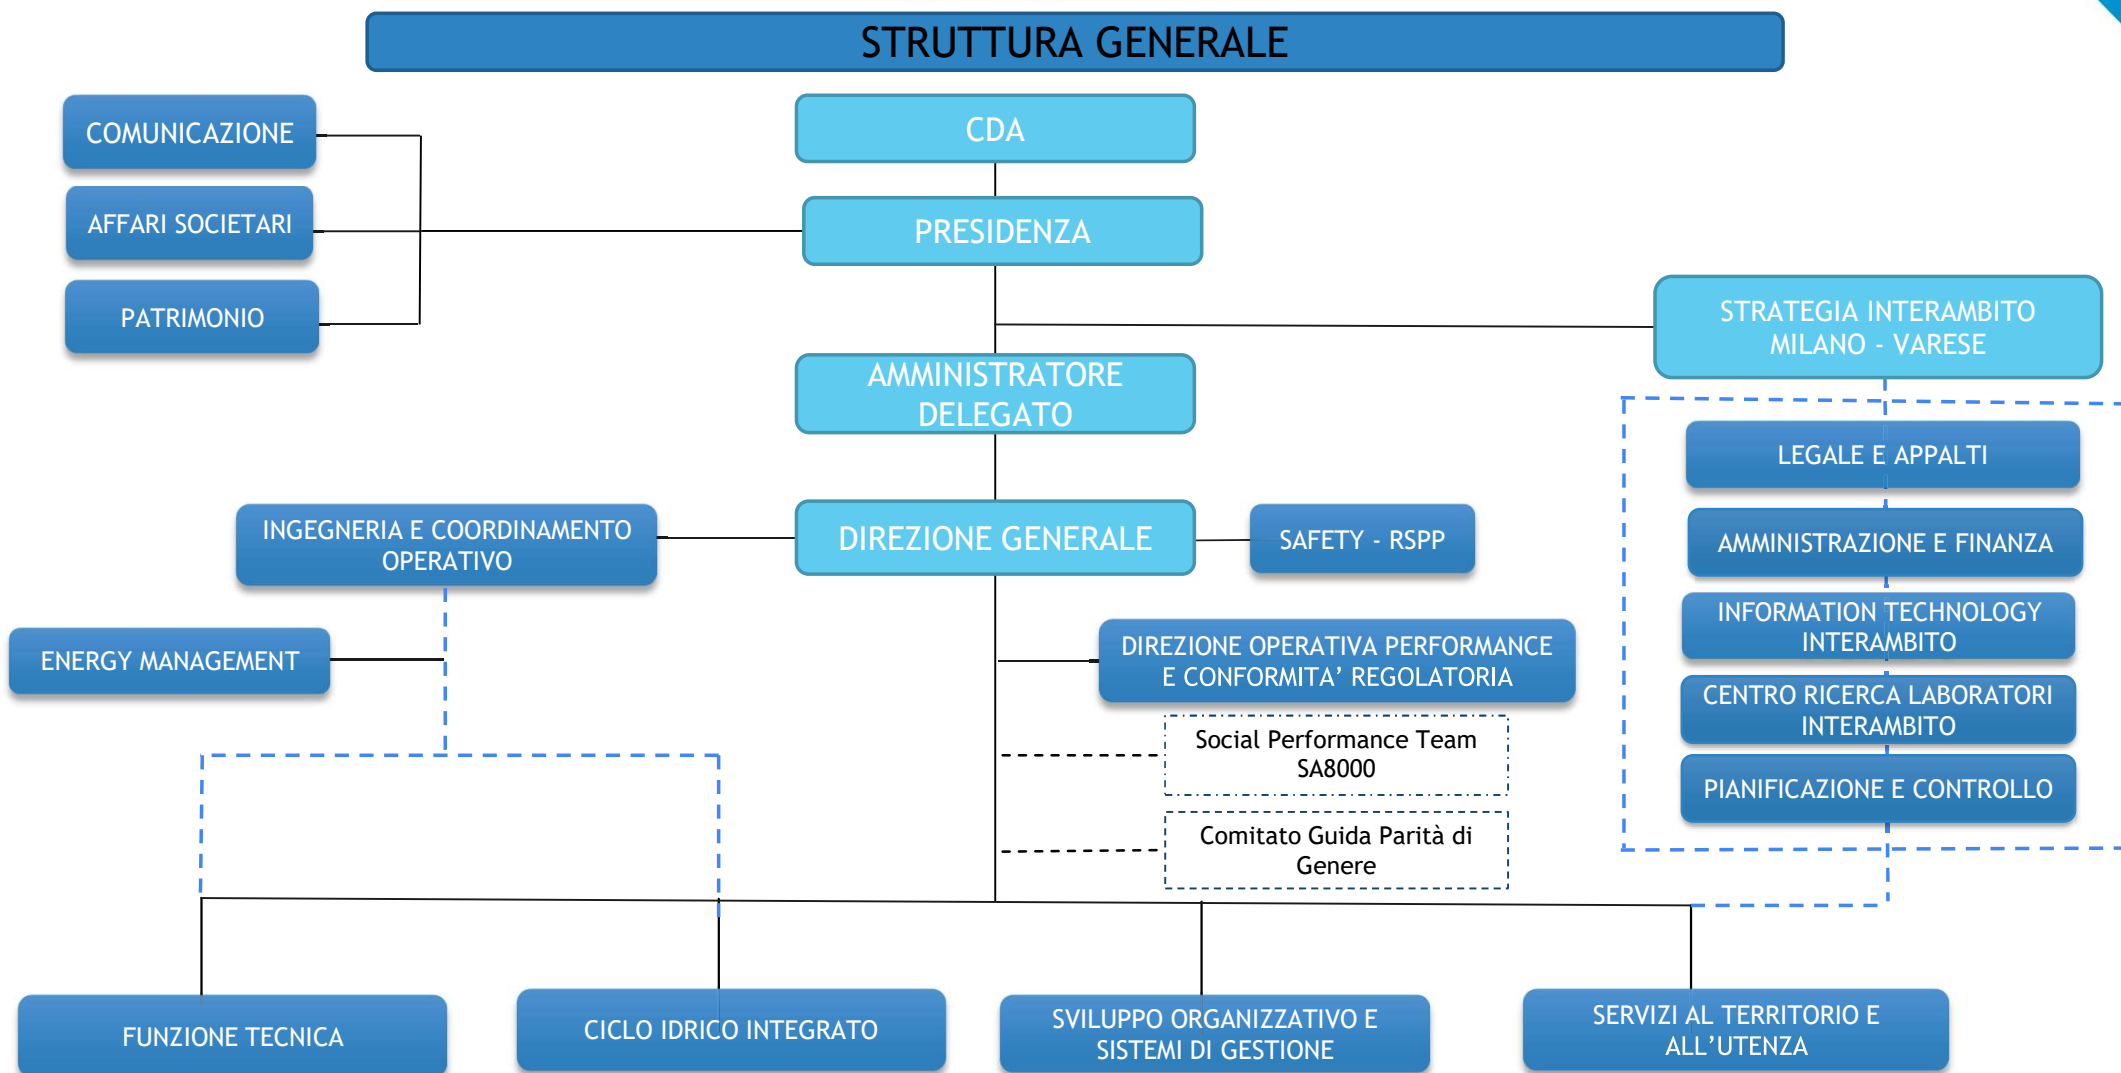 STRUTTURA GENERALE
COMUNICAZIONE
CDA
AFFARI SOCIETARI
PRESIDENZA
PATRIMONIO
STRATEGIA INTERAMBITO
MILANO - VARESE
AMMINISTRATORE
DELEGATO
LEGALE E APPALTI
INGEGNERIA E COORDINAMENTO
OPERATIVO
DIREZIONE GENERALE
SAFETY - RSPP
AMMINISTRAZIONE E FINANZA
INFORMATION TECHNOLOGY
INTERAMBITO
ENERGY MANAGEMENT
DIREZIONE OPERATIVA PERFORMANCE
E CONFORMITA’ REGOLATORIA
CENTRO RICERCA LABORATORI
INTERAMBITO
Social Performance Team
SA8000
PIANIFICAZIONE E CONTROLLO
Comitato Guida Parità di
Genere
FUNZIONE TECNICA
CICLO IDRICO INTEGRATO
SVILUPPO ORGANIZZATIVO E
SISTEMI DI GESTIONE
SERVIZI AL TERRITORIO E
ALL’UTENZA